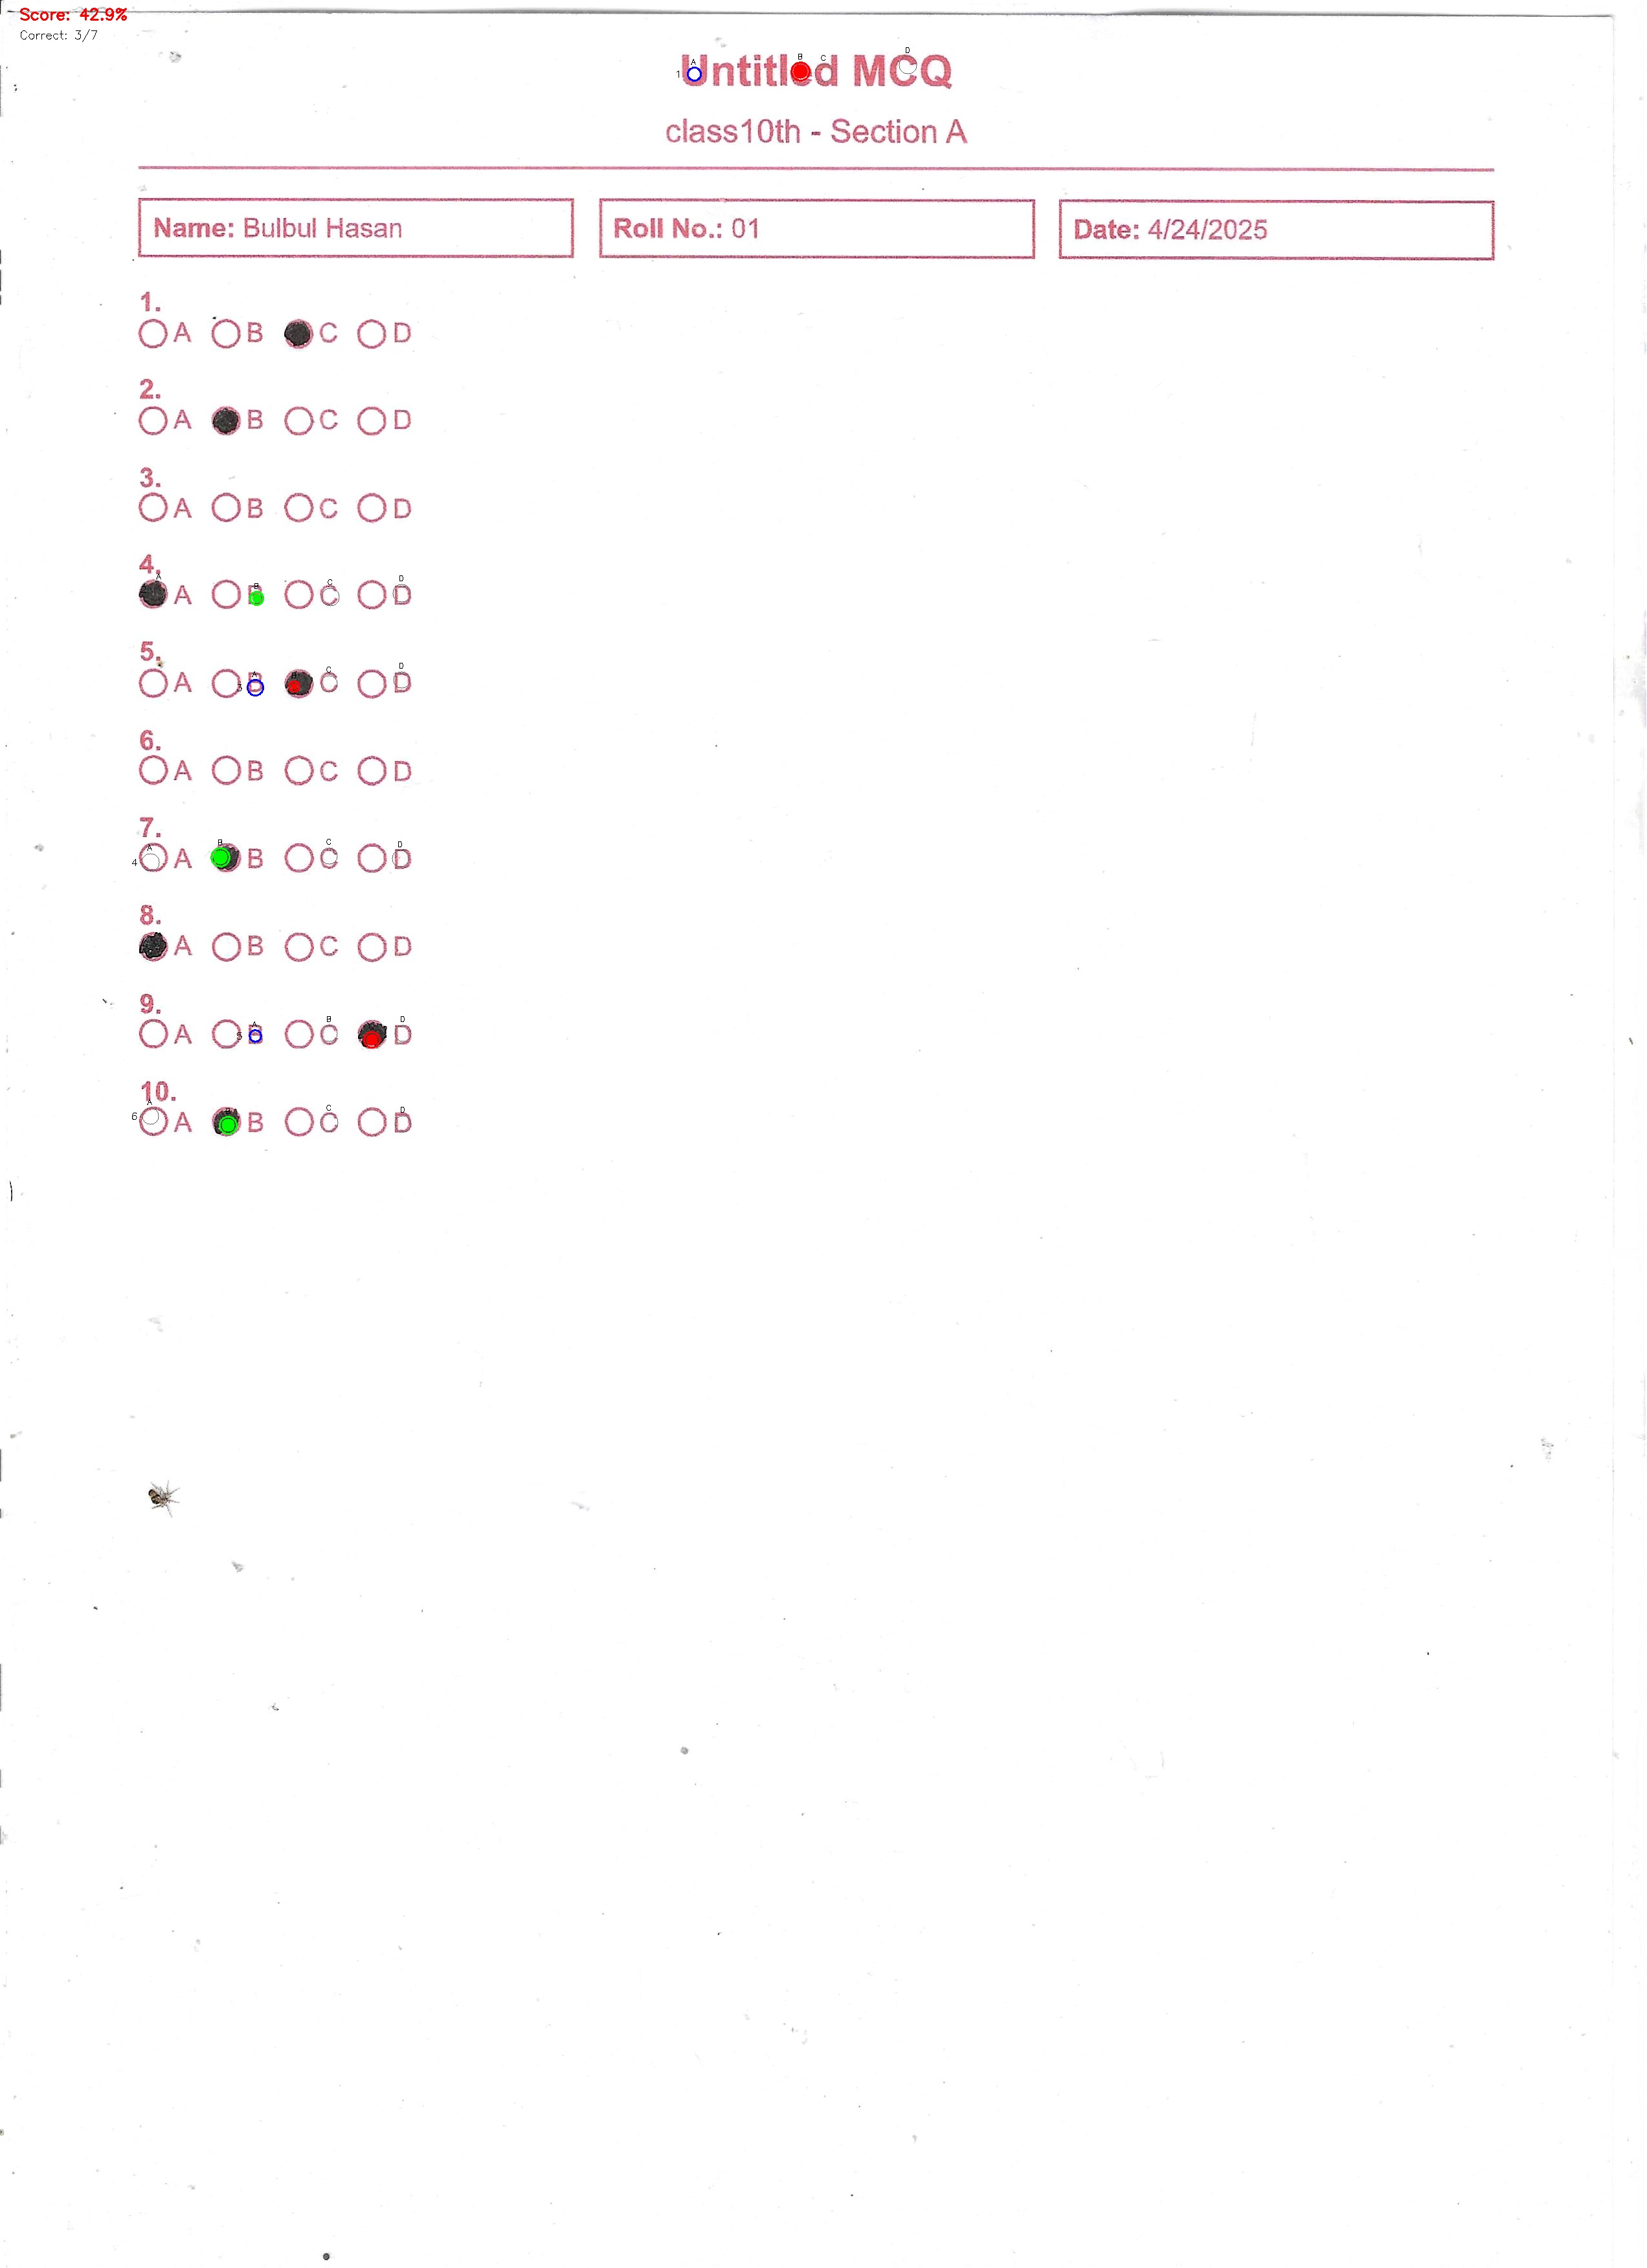 Score: 42.9%
Correct: 3/7
Untitled MCQ
class10th - Section A
Name: Bulbul Hasan
Roll No.: 01
Date: 4/24/2025
1.
A B C D
2.
A B C D
3.
A B C D
4.
A B C D
5.
A B C D
6.
A B C D
7.
A B C D
8.
A B C D
9.
A B C D
10.
A B C D